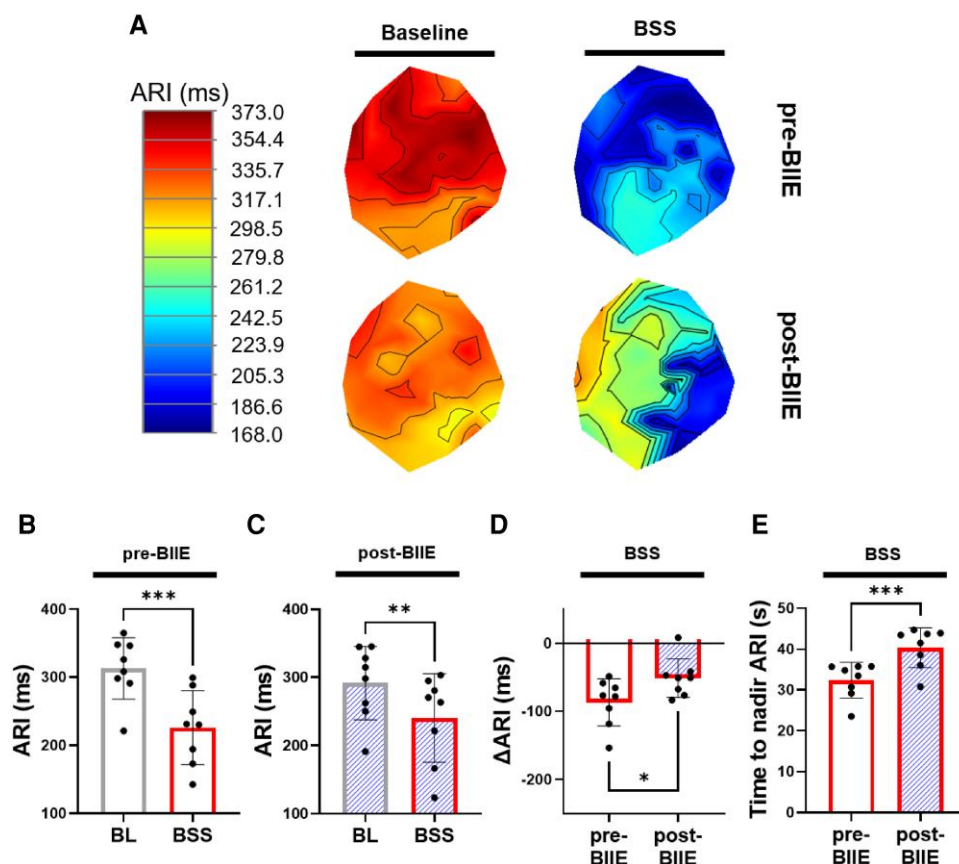 A
Baseline
BSS
ARI (ms)
373.0
354.4
335.7
317.1
298.5
279.8
261.2
242.5
223.9
205.3
186.6
168.0
pre-BIIE
post-BIIE
B
pre-BIIE
***
ARI (ms)
400
300
200
100
BL
BSS
C
post-BIIE
**
ARI (ms)
400
300
200
100
BL
BSS
D
BSS
ΔARI (ms)
0
-100
-200
*
pre-
BIIE
post-
BIIE
E
BSS
***
Time to nadir ARI (s)
50
40
30
20
10
0
pre-
BIIE
post-
BIIE